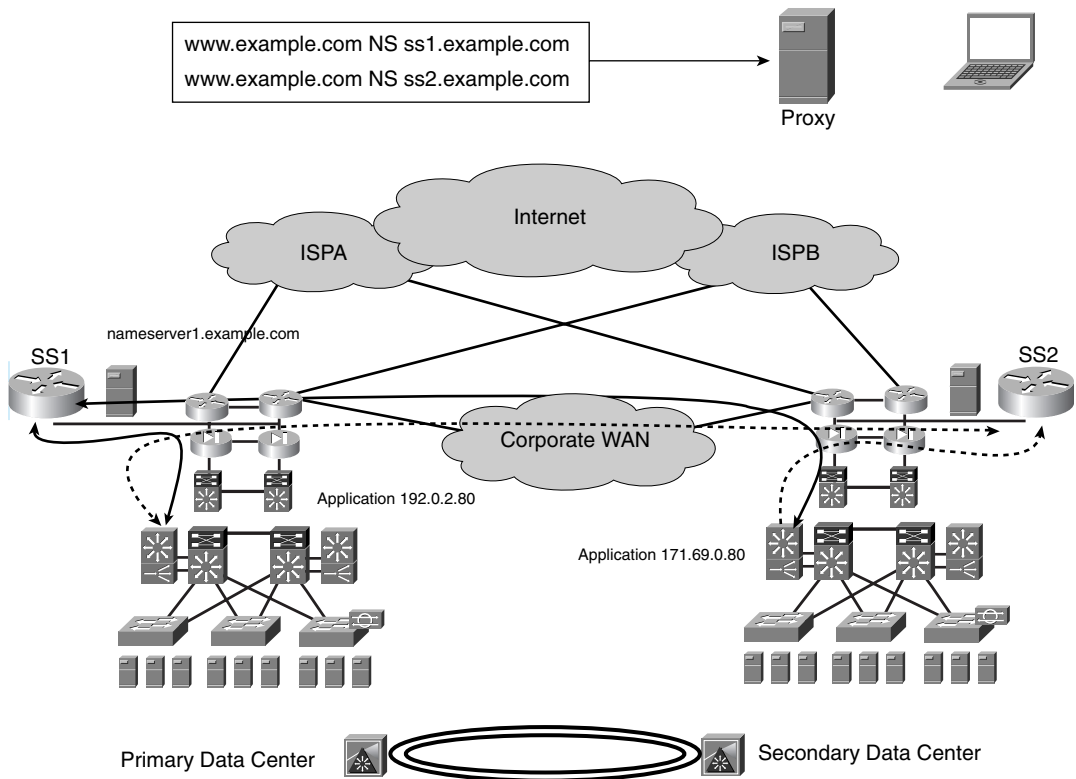 www.example.com NS ss1.example.com
www.example.com NS ss2.example.com
Proxy
Internet
ISPA
ISPB
nameserver1.example.com
SS1
SS2
Corporate WAN
Application 192.0.2.80
Application 171.69.0.80
Primary Data Center
Secondary Data Center